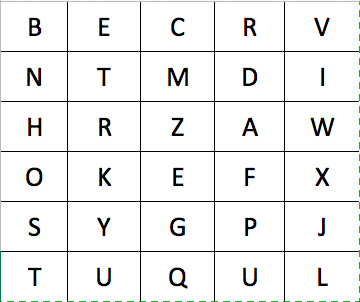 B E C R V
N T M D I
H R Z A W
O K E F X
S Y G P J
T U Q U L